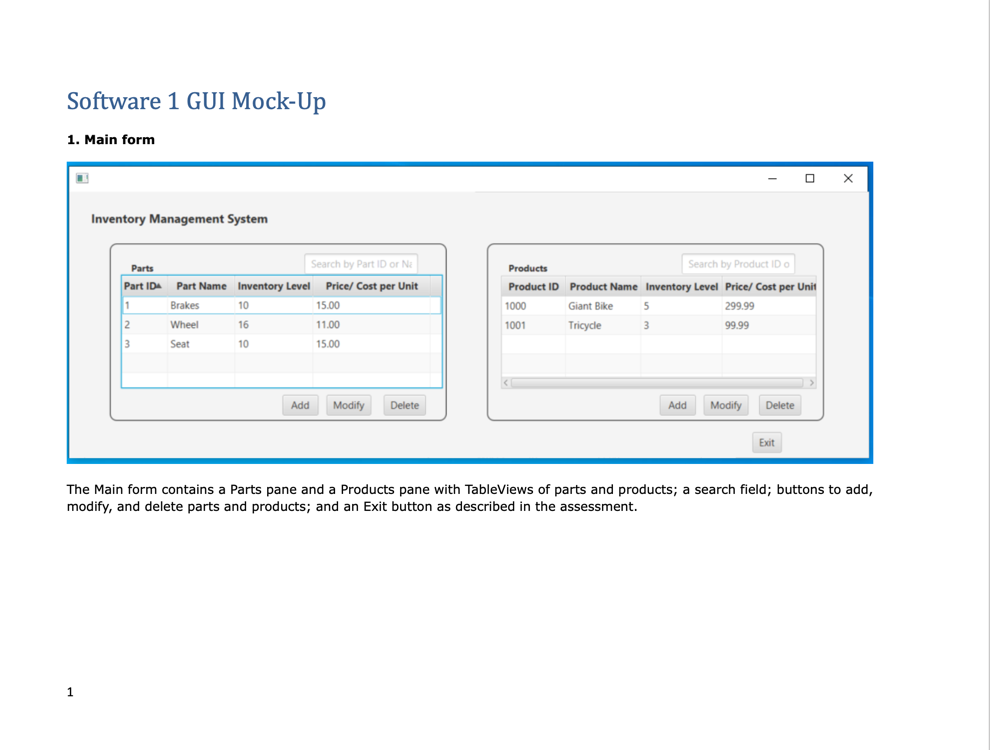 Software 1 GUI Mock-Up
1. Main form
Inventory Management System
Parts
Search by Part ID or Na
Part ID Part Name Inventory Level Price/ Cost per Unit
1 Brakes 10 15.00
2 Wheel 16 11.00
3 Seat 10 15.00
Add Modify Delete
Products
Search by Product ID o
Product ID Product Name Inventory Level Price/ Cost per Unit
1000 Giant Bike 5 299.99
1001 Tricycle 3 99.99
Add Modify Delete
Exit
The Main form contains a Parts pane and a Products pane with TableViews of parts and products; a search field; buttons to add,
modify, and delete parts and products; and an Exit button as described in the assessment.
1